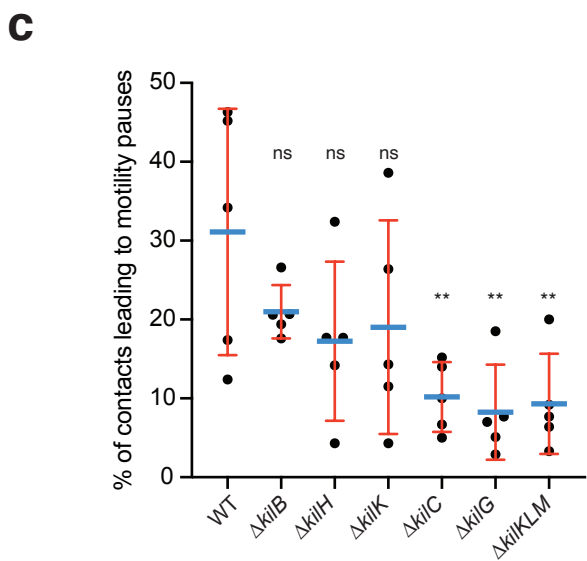 c
% of contacts leading to motility pauses
50
40
30
20
10
0
ns
ns
ns
**
**
**
WT
ΔkilB
ΔkilH
ΔkilK
ΔkilC
ΔkilG
ΔkilKLM